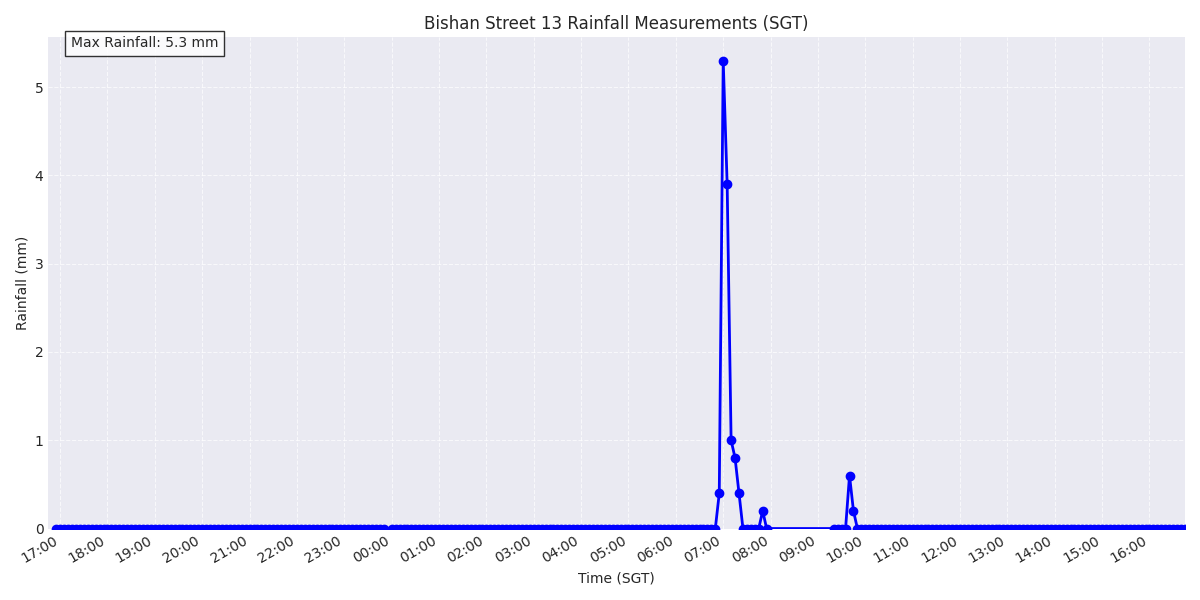 Bishan Street 13 Rainfall Measurements (SGT)
Max Rainfall: 5.3 mm
Rainfall (mm)
5
4
3
2
1
0
17:00 18:00 19:00 20:00 21:00 22:00 23:00 00:00 01:00 02:00 03:00 04:00 05:00 06:00 07:00 08:00 09:00 10:00 11:00 12:00 13:00 14:00 15:00 16:00
Time (SGT)